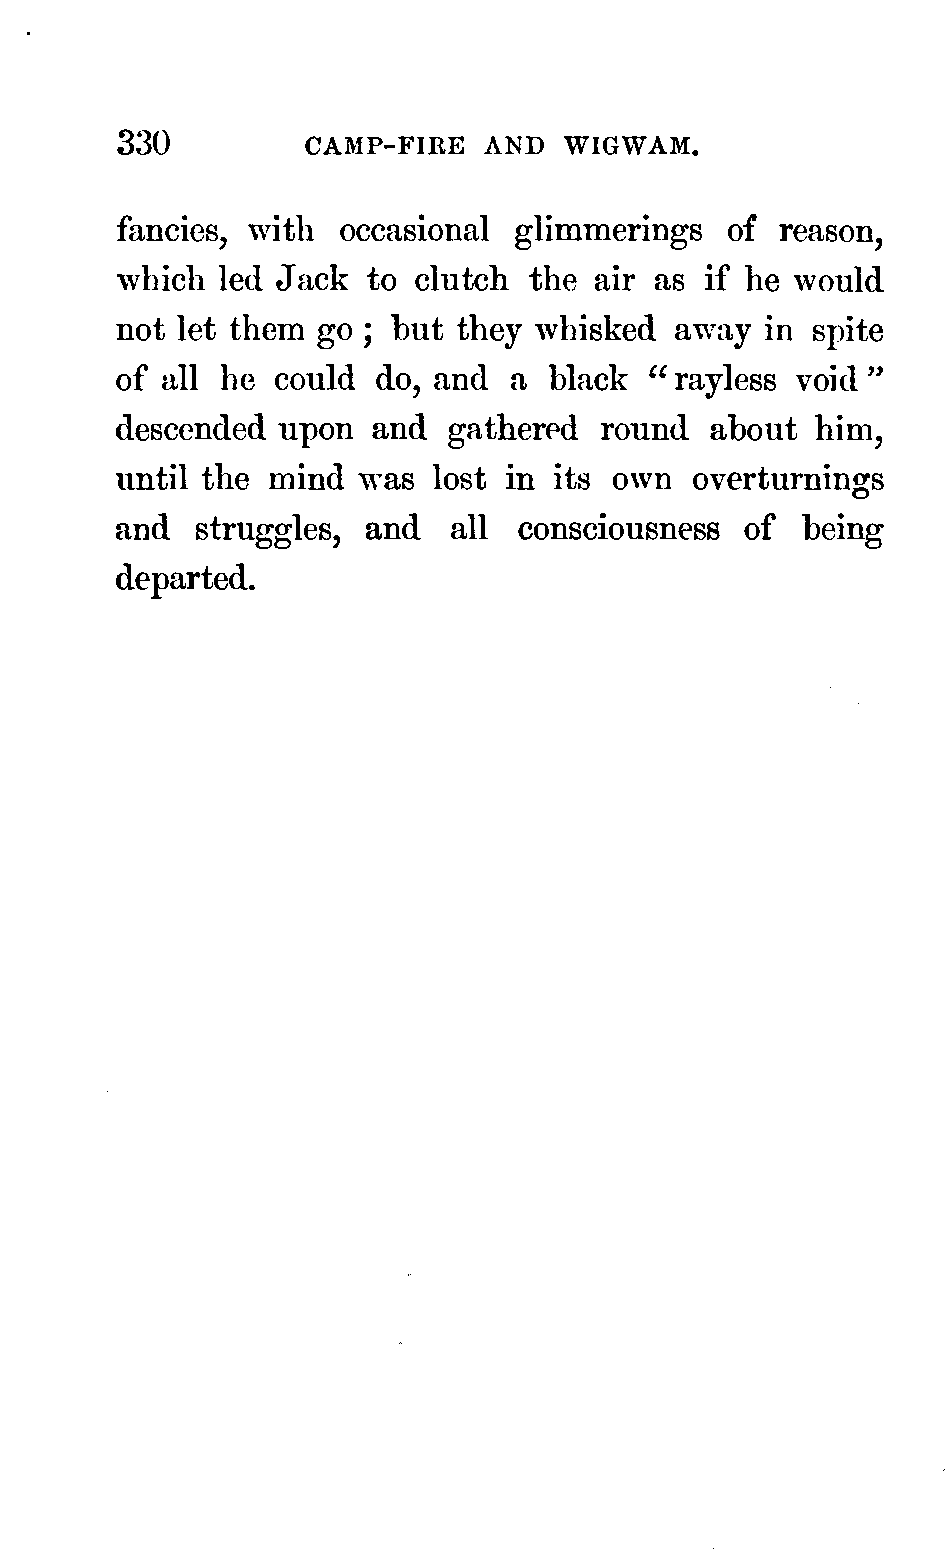 330 CAMP-FIRE AND WIGWAM.
fancies, with occasional glimmerings of reason,
which led Jack to clutch the air as if he would
not let them go ; but they whisked away in spite
of all he could do, and a black “ rayless void ”
descended upon and gathered round about him,
until the mind was lost in its own overturnings
and struggles, and all consciousness of being
departed.